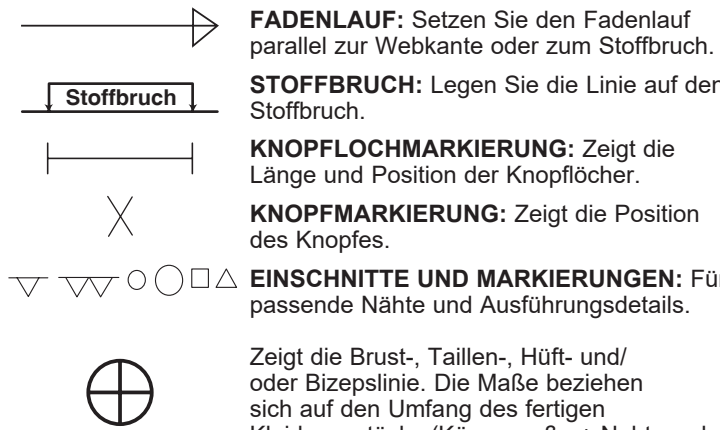 FADENLAUF: Setzen Sie den Fadenlauf
parallel zur Webkante oder zum Stoffbruch.
Stoffbruch
STOFFBRUCH: Legen Sie die Linie auf den
Stoffbruch.
KNOPFLOCHMARKIERUNG: Zeigt die
Länge und Position der Knopflöcher.
KNOPFMARKIERUNG: Zeigt die Position
des Knopfes.
EINSCHNITTE UND MARKIERUNGEN: Für
passende Nähte und Ausführungsdetails.
Zeigt die Brust-, Taillen-, Hüft- und/
oder Bizepslinie. Die Maße beziehen
sich auf den Umfang des fertigen